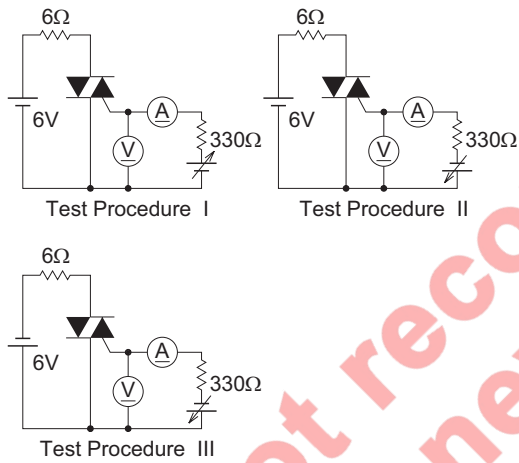 6Ω 6Ω
6V A 330Ω 6V A 330Ω
V V
Test Procedure I Test Procedure II
6Ω
6V A 330Ω
V
Test Procedure III